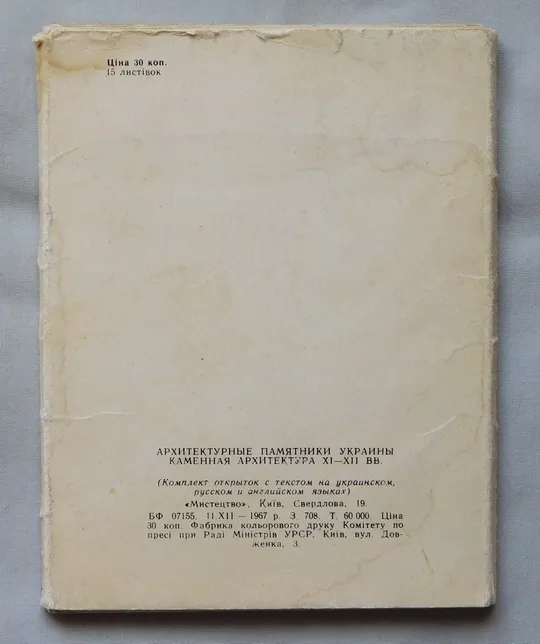 Ціна 30 коп.
15 листівок
АРХИТЕКТУРНЫЕ ПАМЯТНИКИ УКРАИНЫ
КАМЕННАЯ АРХИТЕКТУРА XI—XII ВВ.
(Комплект открыток с текстом на украинском,
русском и английском языках)
«Мистецтво», Київ, Свердлова, 19.
БФ 07155. 11.XII — 1967 р. З. 708. Т. 60 000. Ціна
30 коп. Фабрика кольорового друку Комітету по
пресі при Раді Міністрів УРСР, Київ, вул. Дов-
женка, 3.